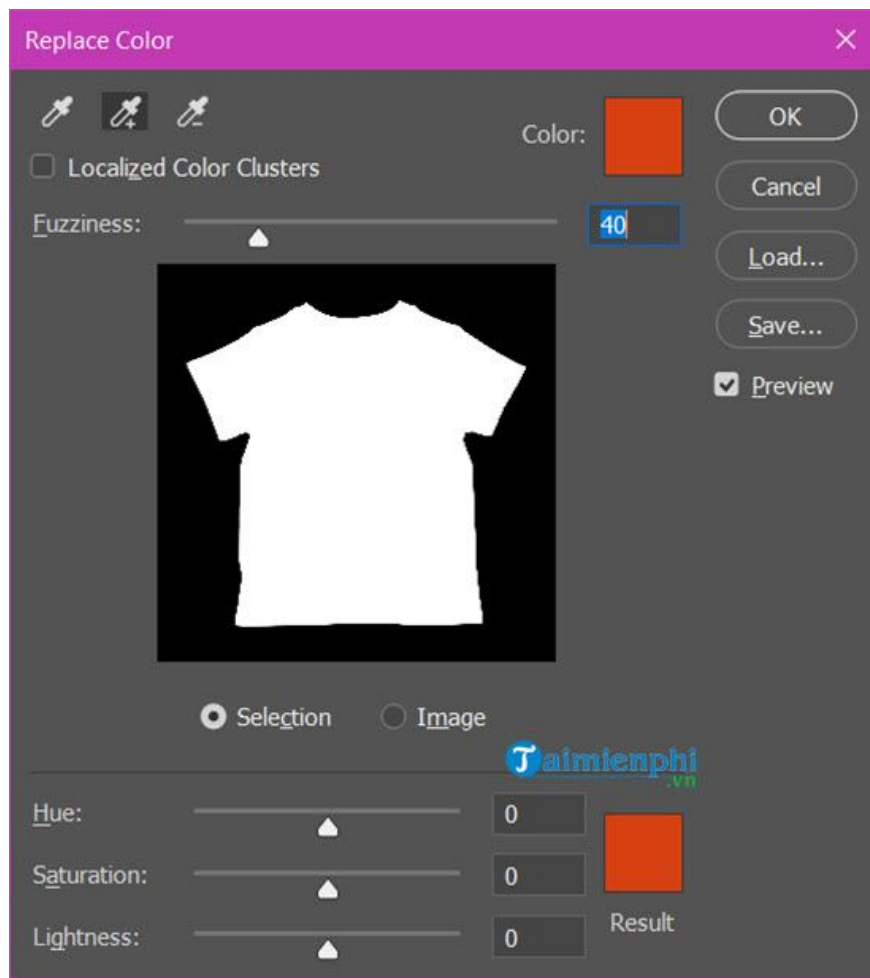 Replace Color
Color:
OK
Localized Color Clusters
Cancel
Fuzziness:
40
Load...
Save...
Preview
Selection
Image
Taimienphi
.vn
Hue:
0
Saturation:
0
Lightness:
0
Result